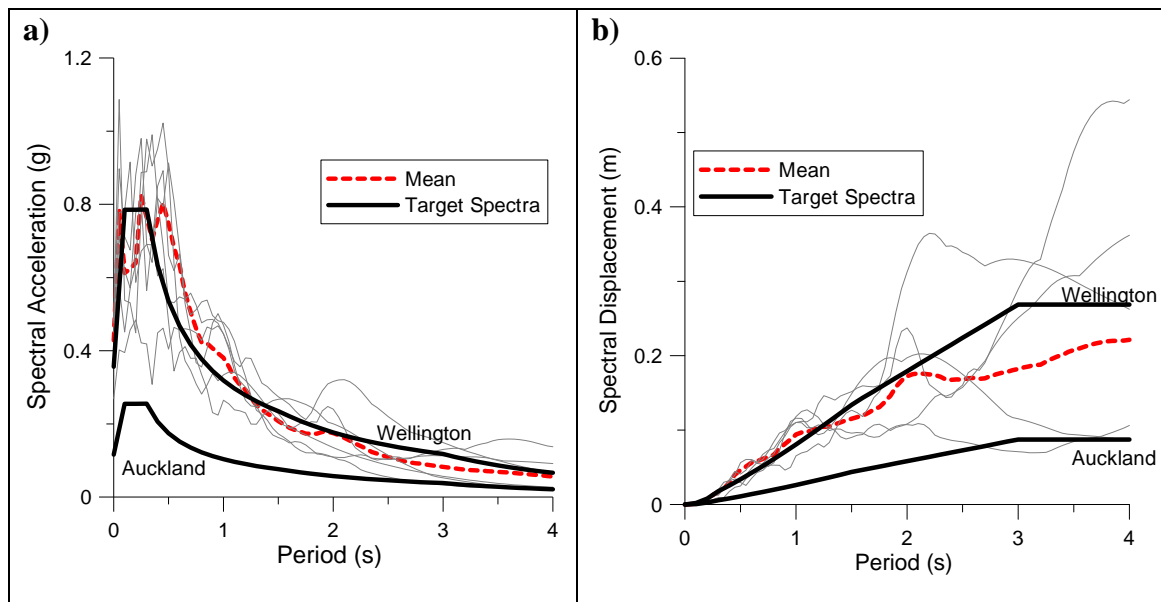 a)
1.2
0.8
0.4
0
Spectral Acceleration (g)
Mean
Target Spectra
Wellington
Auckland
0 1 2 3 4
Period (s)
b)
0.6
0.4
0.2
0
Spectral Displacement (m)
Mean
Target Spectra
Wellington
Auckland
0 1 2 3 4
Period (s)